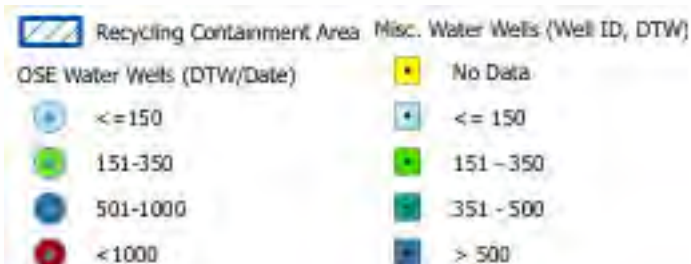 Recycling Containment Area
OSE Water Wells (DTW/Date)
<=150
151-350
501-1000
<1000
Misc. Water Wells (Well ID, DTW)
No Data
<= 150
151 - 350
351 - 500
> 500